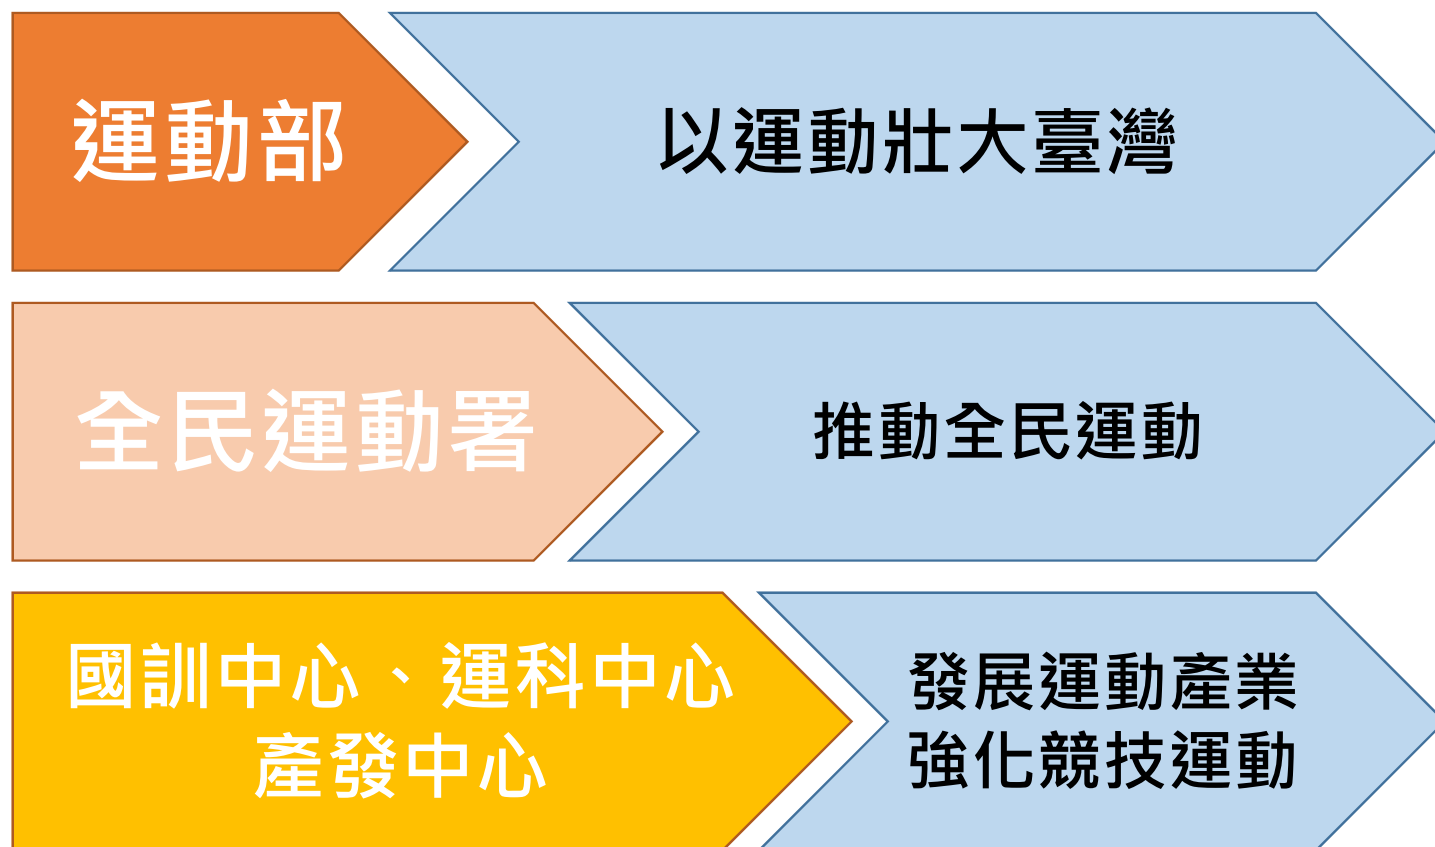 運動部
以運動壯大臺灣
全民運動署
推動全民運動
國訓中心、運科中心
產發中心
發展運動產業
強化競技運動